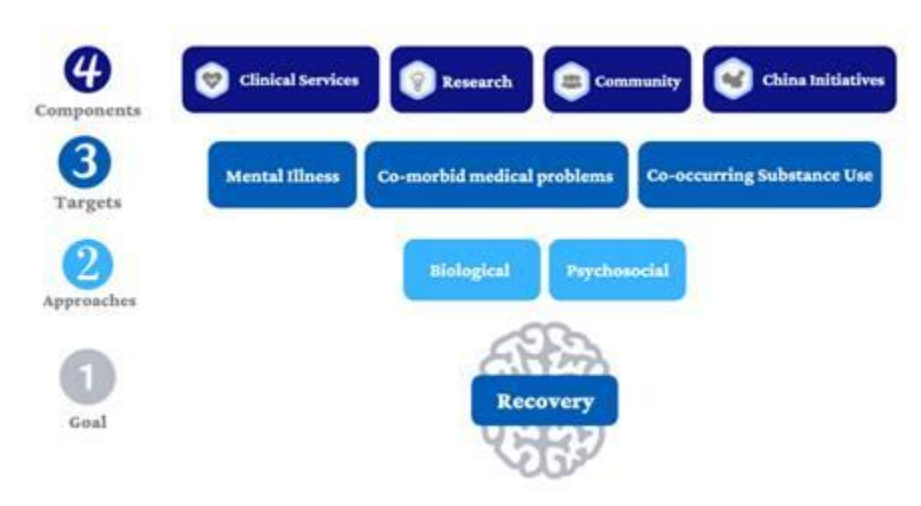 4
Components
Clinical Services
Research
Community
China Initiatives
3
Targets
Mental Illness
Co-morbid medical problems
Co-occurring Substance Use
2
Approaches
Biological
Psychosocial
1
Goal
Recovery